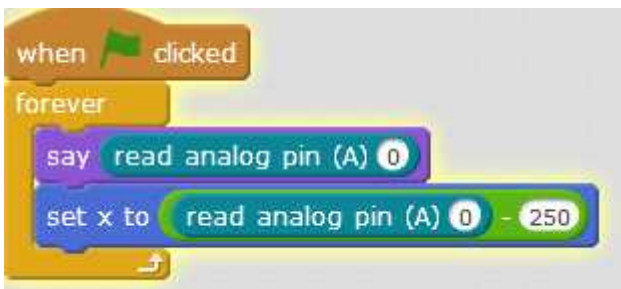 when clicked
forever
say read analog pin (A) 0
set x to read analog pin (A) 0 - 250